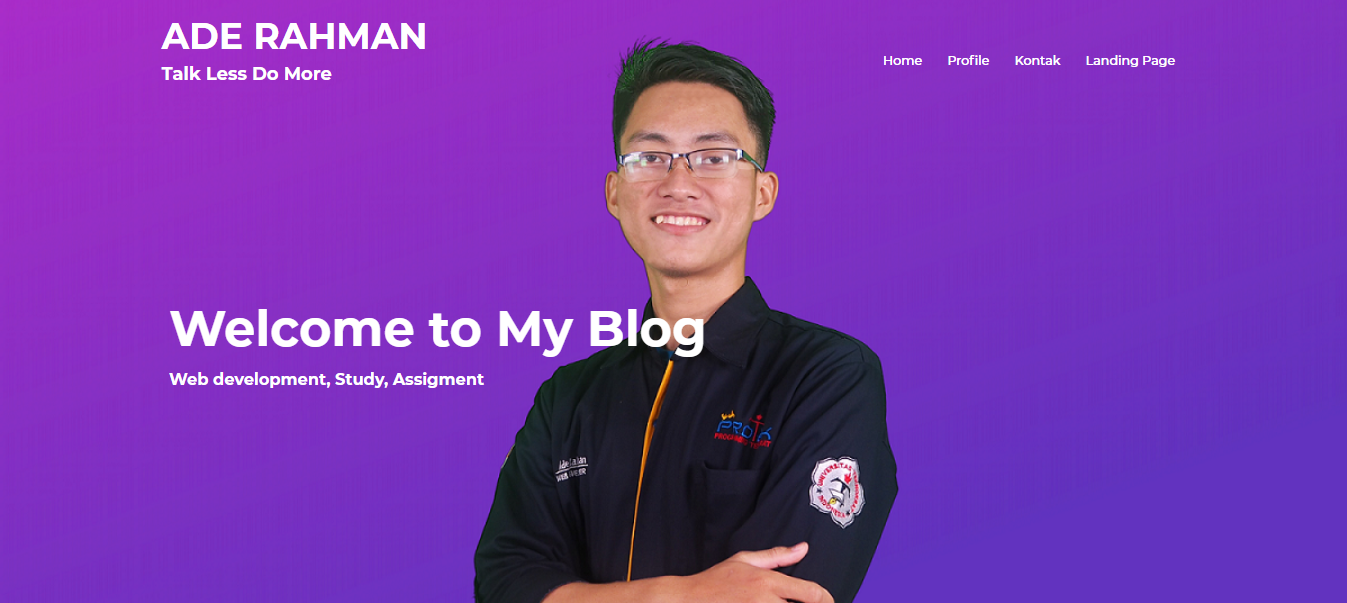 ADE RAHMAN
Talk Less Do More
Home Profile Kontak Landing Page
Welcome to My Blog
Web development, Study, Assigment
UNIVERSITAS